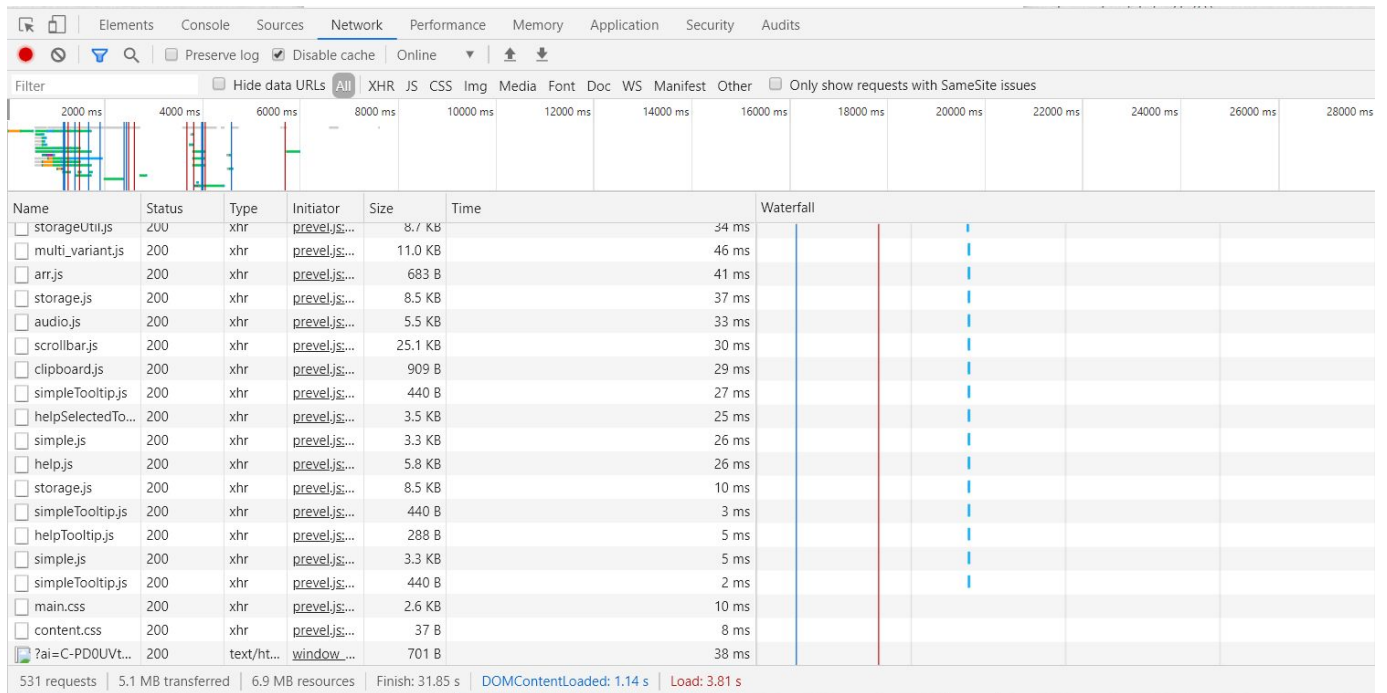 Elements Console Sources Network Performance Memory Application Security Audits
Preserve log Disable cache Online
Filter Hide data URLs All XHR JS CSS Img Media Font Doc WS Manifest Other Only show requests with SameSite issues
2000 ms 4000 ms 6000 ms 8000 ms 10000 ms 12000 ms 14000 ms 16000 ms 18000 ms 20000 ms 22000 ms 24000 ms 26000 ms 28000 ms
Name Status Type Initiator Size Time Waterfall
storageUtil.js 200 xhr prevel.js:... 8.7 KB 34 ms
multi_variant.js 200 xhr prevel.js:... 11.0 KB 46 ms
arr.js 200 xhr prevel.js:... 683 B 41 ms
storage.js 200 xhr prevel.js:... 8.5 KB 37 ms
audio.js 200 xhr prevel.js:... 5.5 KB 33 ms
scrollbar.js 200 xhr prevel.js:... 25.1 KB 30 ms
clipboard.js 200 xhr prevel.js:... 909 B 29 ms
simpleTooltip.js 200 xhr prevel.js:... 440 B 27 ms
helpSelectedTo... 200 xhr prevel.js:... 3.5 KB 25 ms
simple.js 200 xhr prevel.js:... 3.3 KB 26 ms
help.js 200 xhr prevel.js:... 5.8 KB 26 ms
storage.js 200 xhr prevel.js:... 8.5 KB 10 ms
simpleTooltip.js 200 xhr prevel.js:... 440 B 3 ms
helpTooltip.js 200 xhr prevel.js:... 288 B 5 ms
simple.js 200 xhr prevel.js:... 3.3 KB 5 ms
simpleTooltip.js 200 xhr prevel.js:... 440 B 2 ms
main.css 200 xhr prevel.js:... 2.6 KB 10 ms
content.css 200 xhr prevel.js:... 37 B 8 ms
?ai=C-PD0UVt... 200 text/ht... window_... 701 B 38 ms
531 requests 5.1 MB transferred 6.9 MB resources Finish: 31.85 s DOMContentLoaded: 1.14 s Load: 3.81 s